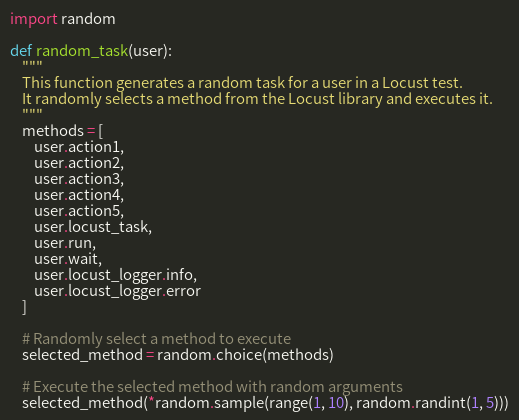 import random
def random_task(user):
"""
This function generates a random task for a user in a Locust test.
It randomly selects a method from the Locust library and executes it.
"""
methods = [
user.action1,
user.action2,
user.action3,
user.action4,
user.action5,
user.locust_task,
user.run,
user.wait,
user.locust_logger.info,
user.locust_logger.error
]
# Randomly select a method to execute
selected_method = random.choice(methods)
# Execute the selected method with random arguments
selected_method(*random.sample(range(1, 10), random.randint(1, 5)))